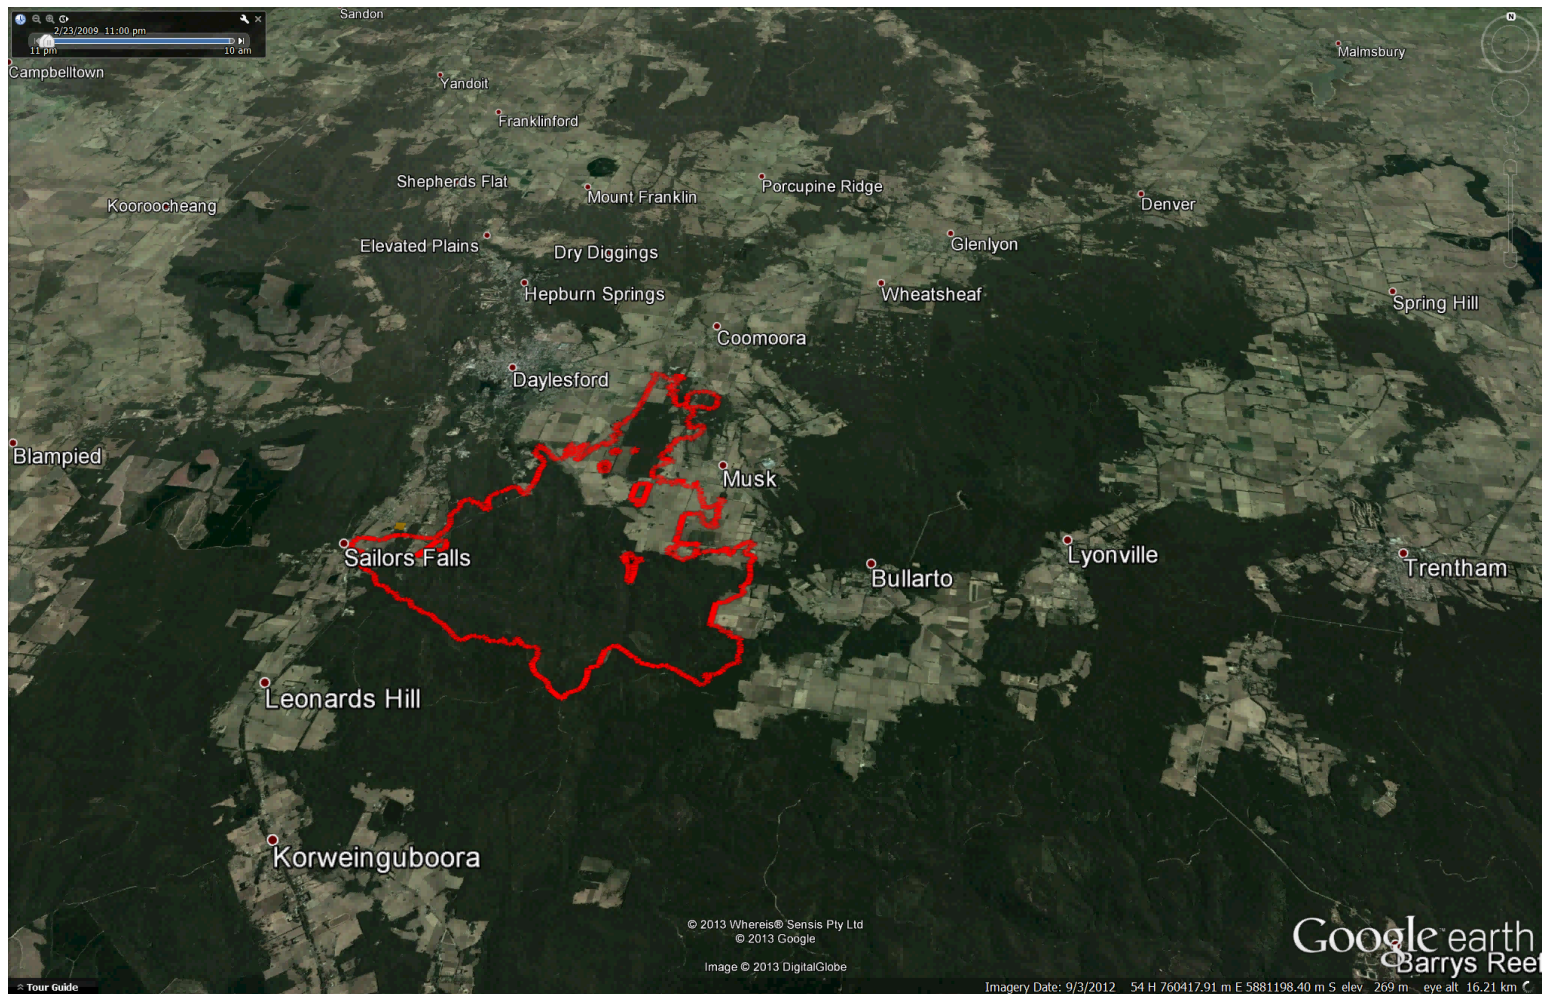 Sandon
2/23/2009 11:00 pm
11 pm 10 am
Malmsbury
Campbelltown
Yandoit
Franklinford
Shepherds Flat
Porcupine Ridge
Mount Franklin
Kooroocheang
Denver
Elevated Plains
Dry Diggings
Glenlyon
Hepburn Springs
Wheatsheaf
Spring Hill
Coomoora
Daylesford
Blampied
Musk
Sailors Falls
Lyonville
Trentham
Bullarto
Leonards Hill
Korweinguboora
© 2013 Whereis® Sensis Pty Ltd
© 2013 Google
Image © 2013 DigitalGlobe
Google earth
Barrys Reef
Tour Guide
Imagery Date: 9/3/2012 54 H 760417.91 m E 5881198.40 m S elev 269 m eye alt 16.21 km
N